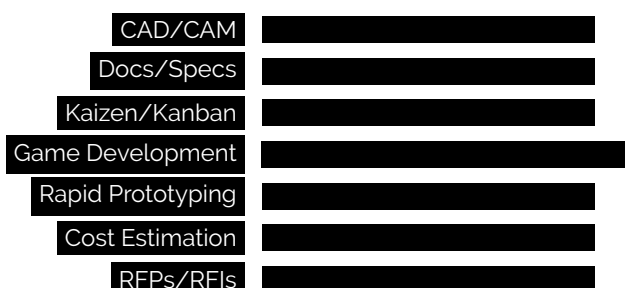 CAD/CAM
Docs/Specs
Kaizen/Kanban
Game Development
Rapid Prototyping
Cost Estimation
RFPs/RFIs